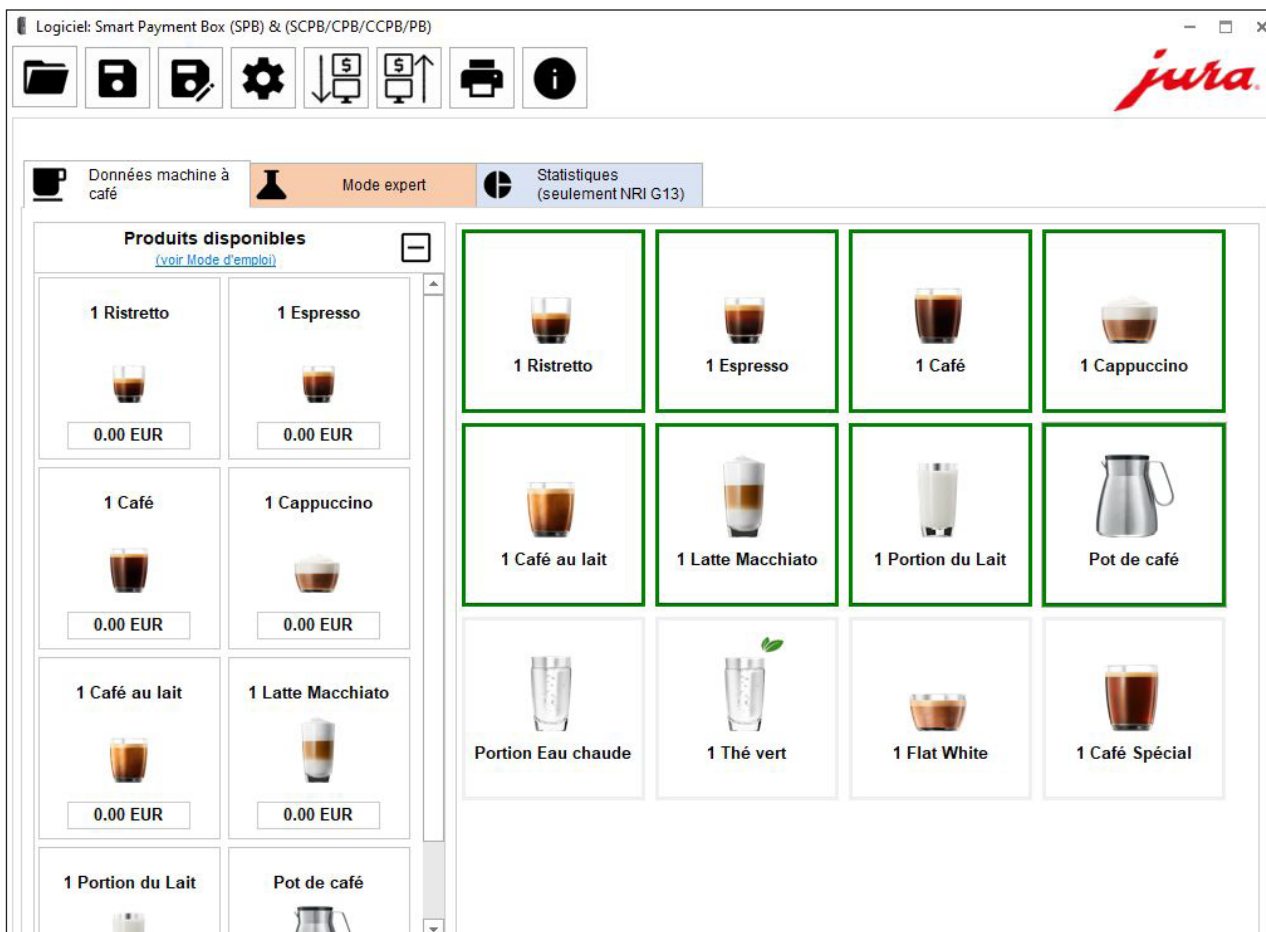 Logiciel: Smart Payment Box (SPB) & (SCPB/CPB/CCPB/PB)
$
$
i
jura
Données machine à
café
Mode expert
Statistiques
(seulement NRI G13)
Produits disponibles
(voir Mode d'emploi)
1 Ristretto
1 Espresso
0.00 EUR
0.00 EUR
1 Café
1 Cappuccino
0.00 EUR
0.00 EUR
1 Café au lait
1 Latte Macchiato
0.00 EUR
0.00 EUR
1 Portion du Lait
Pot de café
1 Ristretto
1 Espresso
1 Café
1 Cappuccino
1 Café au lait
1 Latte Macchiato
1 Portion du Lait
Pot de café
Portion Eau chaude
1 Thé vert
1 Flat White
1 Café Spécial